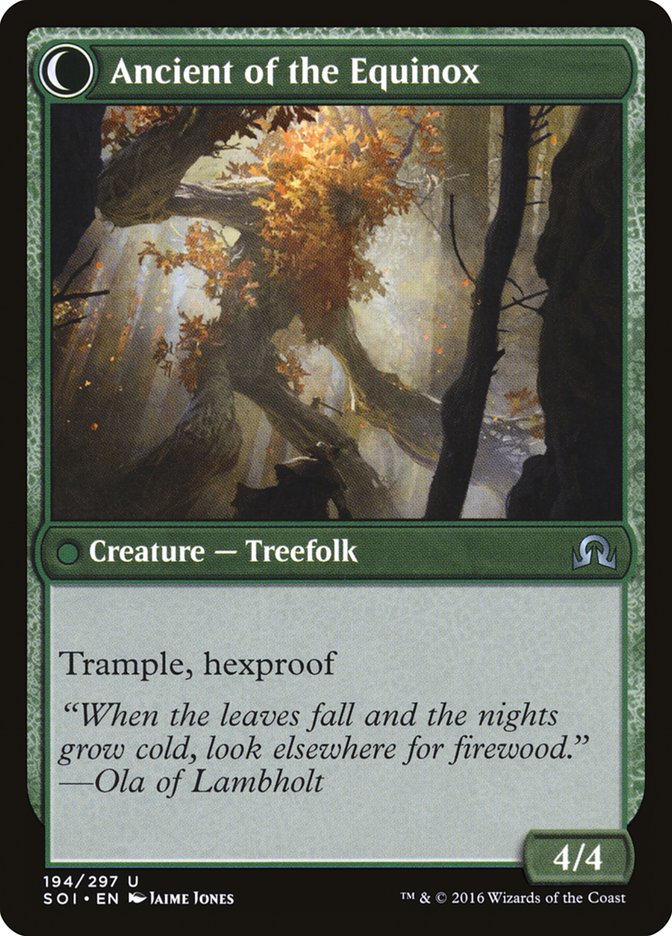 Ancient of the Equinox
Creature — Treefolk
Trample, hexproof
“When the leaves fall and the nights
grow cold, look elsewhere for firewood.”
—Ola of Lambholt
4/4
194/297 U
SOI • EN Jaime Jones
™ & © 2016 Wizards of the Coast